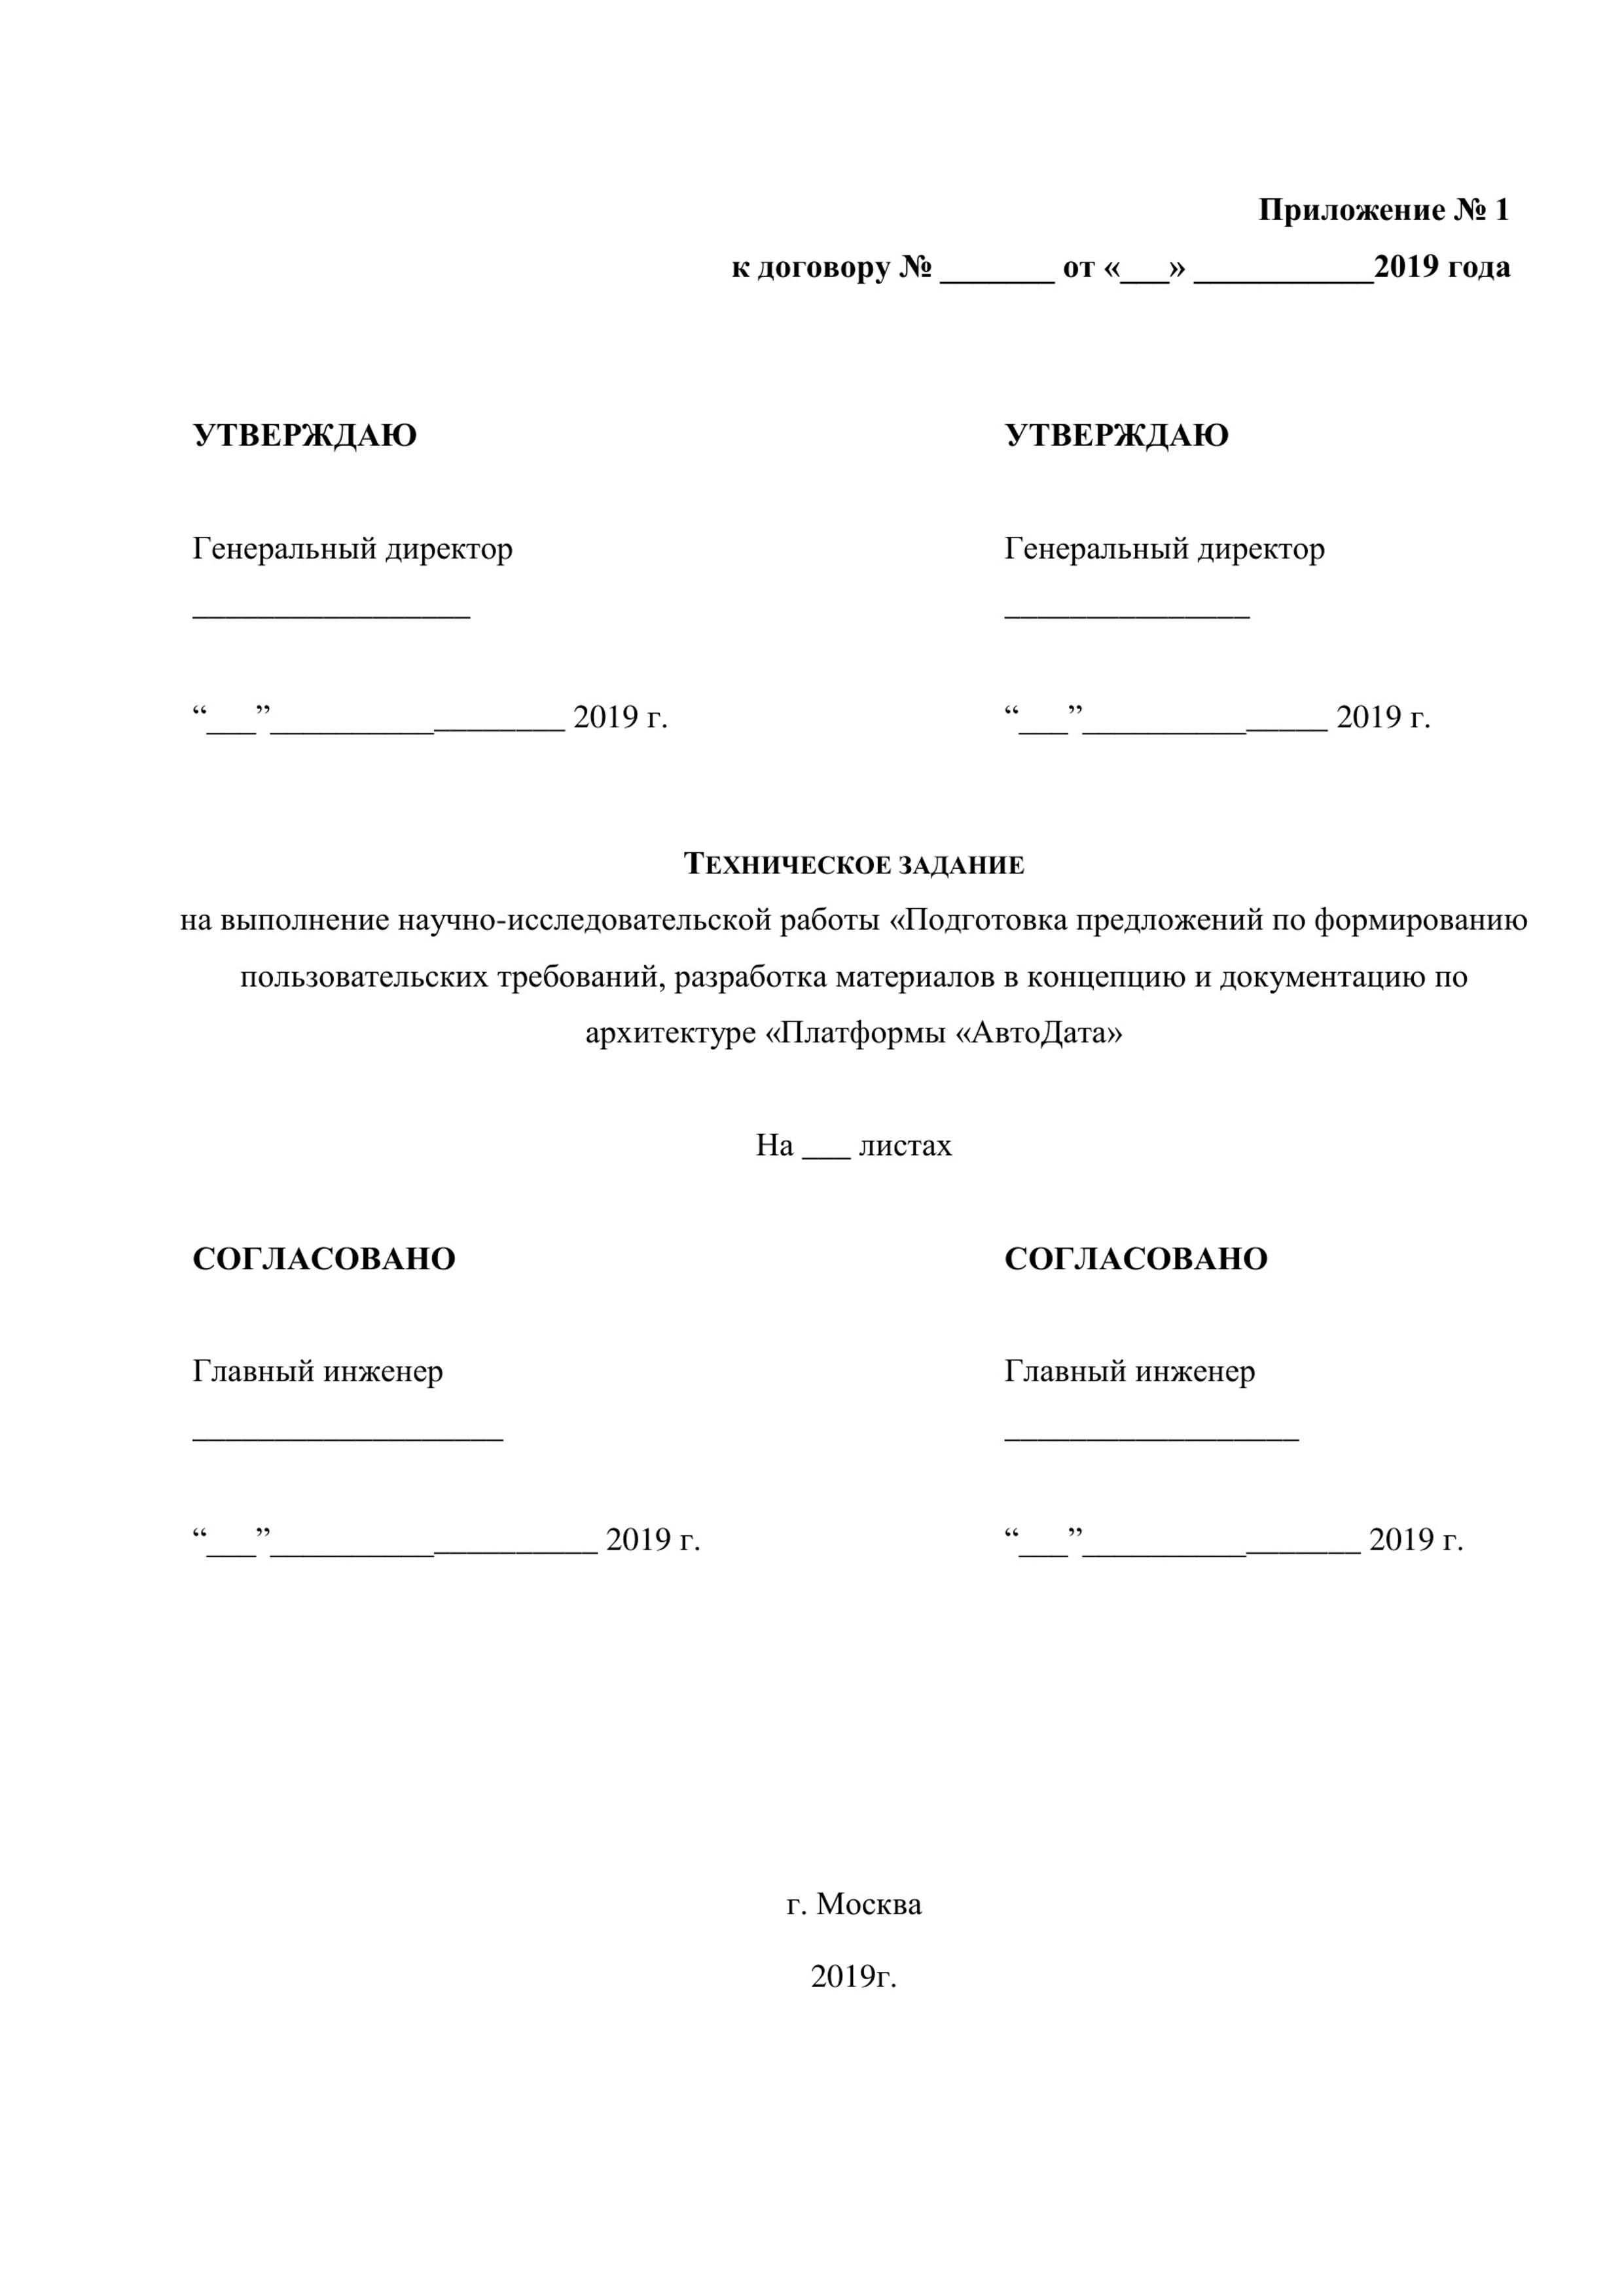 Приложение № 1
к договору № _______ от «___» ___________2019 года
УТВЕРЖДАЮ УТВЕРЖДАЮ
Генеральный директор Генеральный директор
_________________ _______________
“___”__________________ 2019 г. “___”_______________ 2019 г.
ТЕХНИЧЕСКОЕ ЗАДАНИЕ
на выполнение научно-исследовательской работы «Подготовка предложений по формированию
пользовательских требований, разработка материалов в концепцию и документацию по
архитектуре «Платформы «АвтоДата»
На ___ листах
СОГЛАСОВАНО СОГЛАСОВАНО
Главный инженер Главный инженер
___________________ __________________
“___”____________________ 2019 г. “___”_________________ 2019 г.
г. Москва
2019г.